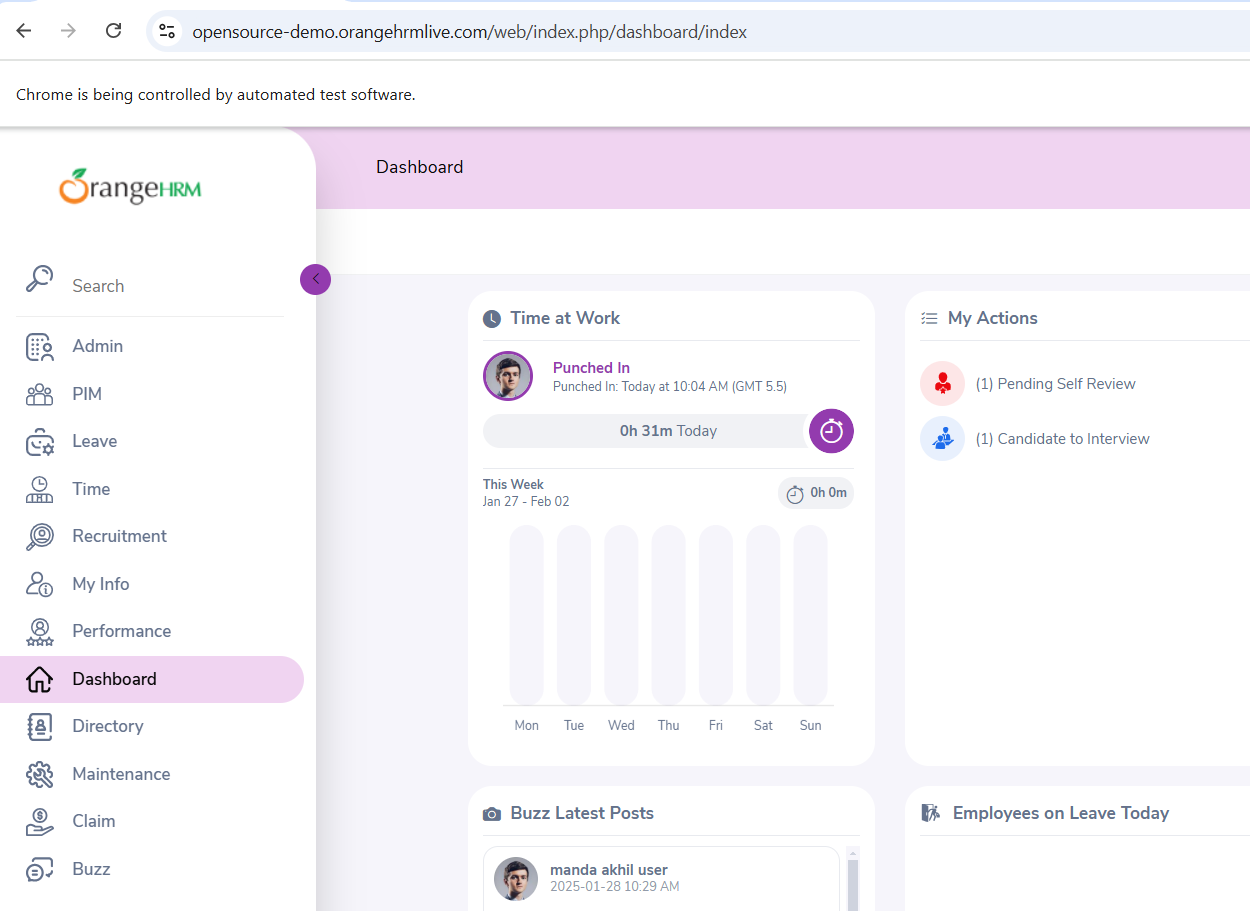 opensource-demo.orangehrmlive.com/web/index.php/dashboard/index
Chrome is being controlled by automated test software.
OrangeHRM
Dashboard
Search
Admin
PIM
Leave
Time
Recruitment
My Info
Performance
Dashboard
Directory
Maintenance
Claim
Buzz
Time at Work
Punched In
Punched In: Today at 10:04 AM (GMT 5.5)
0h 31m Today
This Week
Jan 27 - Feb 02
0h 0m
Mon Tue Wed Thu Fri Sat Sun
My Actions
(1) Pending Self Review
(1) Candidate to Interview
Buzz Latest Posts
manda akhil user
2025-01-28 10:29 AM
Employees on Leave Today